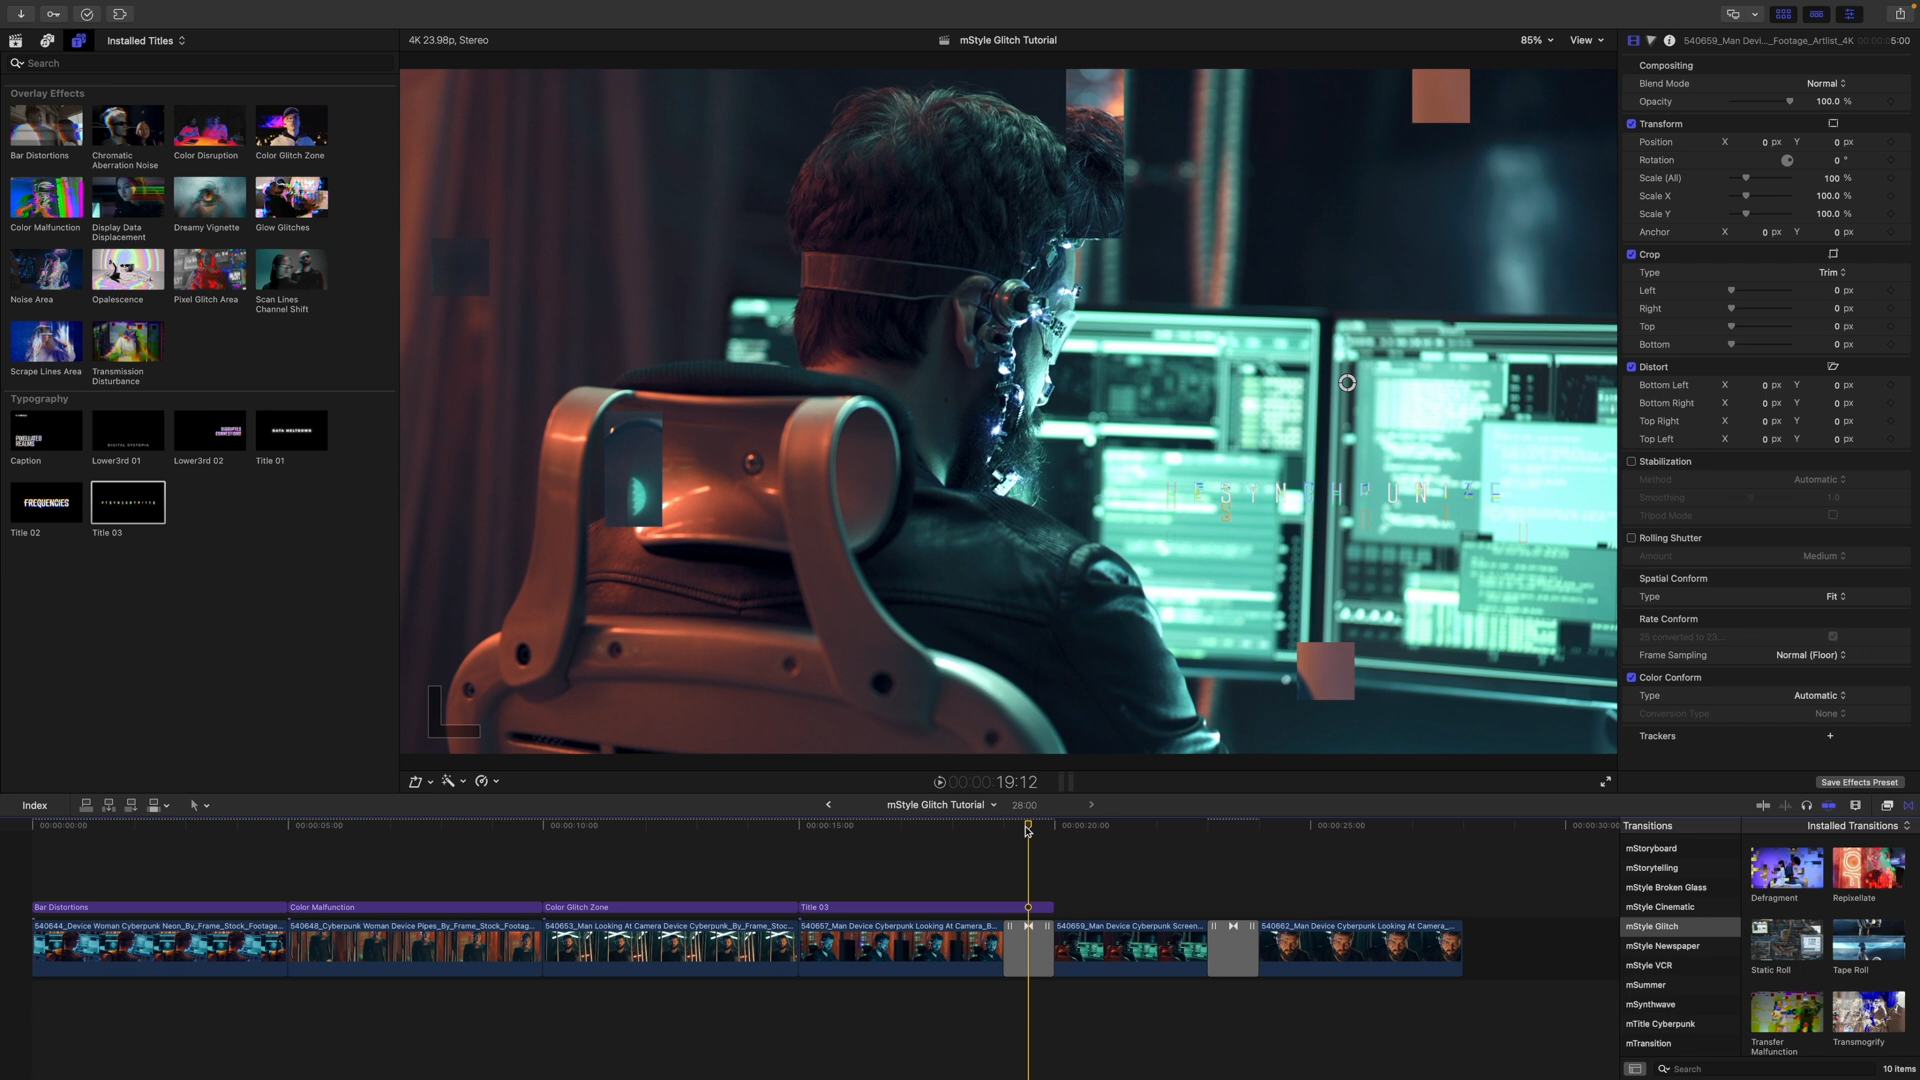 Installed Titles
4K 23.98p, Stereo
mStyle Glitch Tutorial
85%
View
540659_Man Devi..._Footage_Artlist_4K
00:00:05:00
Search
Overlay Effects
Bar Distortions
Chromatic Aberration Noise
Color Disruption
Color Glitch Zone
Color Malfunction
Display Data Displacement
Dreamy Vignette
Glow Glitches
Noise Area
Opalescence
Pixel Glitch Area
Scan Lines Channel Shift
Scrape Lines Area
Transmission Disturbance
Typography
PIXELLATED REALMS
DIGITAL DYSTOPIA
DISRUPTED CONNECTIONS
DATA MELTDOWN
Caption
Lower3rd 01
Lower3rd 02
Title 01
FREQUENCIES
Title 02
Title 03
Compositing
Blend Mode Normal
Opacity 100.0 %
Transform
Position X 0 px Y 0 px
Rotation 0 °
Scale (All) 100 %
Scale X 100.0 %
Scale Y 100.0 %
Anchor X 0 px Y 0 px
Crop
Type Trim
Left 0 px
Right 0 px
Top 0 px
Bottom 0 px
Distort
Bottom Left X 0 px Y 0 px
Bottom Right X 0 px Y 0 px
Top Right X 0 px Y 0 px
Top Left X 0 px Y 0 px
Stabilization
Method Automatic
Smoothing 1.0
Tripod Mode
Rolling Shutter
Amount Medium
Spatial Conform
Type Fit
Rate Conform
25 converted to 23...
Frame Sampling Normal (Floor)
Color Conform
Type Automatic
Conversion Type None
Trackers +
Save Effects Preset
00:00:00:19:12
Index
mStyle Glitch Tutorial
28:00
00:00:00:00
00:00:05:00
00:00:10:00
00:00:15:00
00:00:20:00
00:00:25:00
00:00:30:00
Bar Distortions
Color Malfunction
Color Glitch Zone
Title 03
540644_Device Woman Cyberpunk Neon_By_Frame_Stock_Footage...
540648_Cyberpunk Woman Device Pipes_By_Frame_Stock_Footag...
540653_Man Looking At Camera Device Cyberpunk_By_Frame_Stoc...
540657_Man Device Cyberpunk Looking At Camera_B...
540659_Man Device Cyberpunk Screen...
540662_Man Device Cyberpunk Looking At Camera_...
Transitions
Installed Transitions
mStoryboard
mStorytelling
mStyle Broken Glass
mStyle Cinematic
mStyle Glitch
mStyle Newspaper
mStyle VCR
mSummer
mSynthwave
mTitle Cyberpunk
mTransition
Defragment
Repixellate
Static Roll
Tape Roll
Transfer Malfunction
Transmogrify
Search
10 items